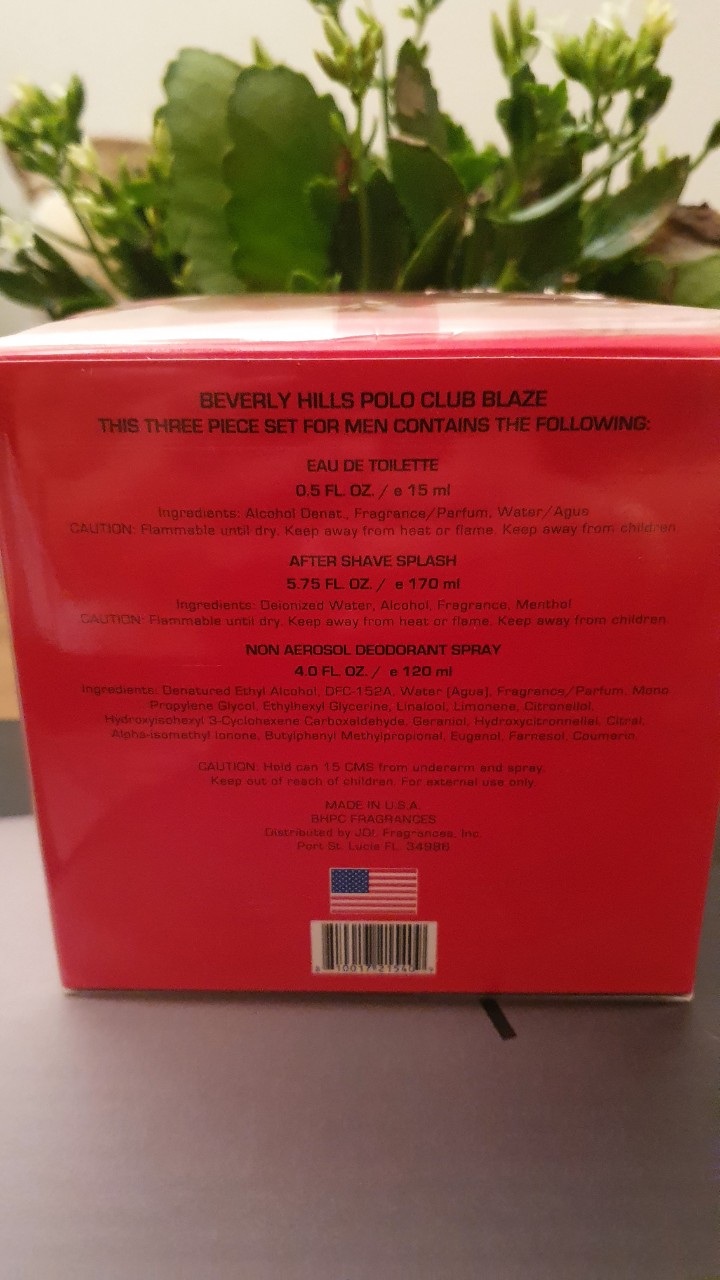 BEVERLY HILLS POLO CLUB BLAZE
THIS THREE PIECE SET FOR MEN CONTAINS THE FOLLOWING:
EAU DE TOILETTE
0.5 FL. OZ. / e 15 ml
Ingredients: Alcohol Denat., Fragrance/Parfum, Water/Agua
CAUTION: Flammable until dry. Keep away from heat or flame. Keep away from children
AFTER SHAVE SPLASH
5.75 FL. OZ. / e 170 ml
Ingredients: Deionized Water, Alcohol, Fragrance, Menthol
CAUTION: Flammable until dry. Keep away from heat or flame. Keep away from children
NON AEROSOL DEODORANT SPRAY
4.0 FL. OZ. / e 120 ml
Ingredients: Denatured Ethyl Alcohol, DFC-152A, Water (Agua), Fragrance/Parfum, Mono
Propylene Glycol, Ethylhexyl Glycerine, Linalool, Limonene, Citronellol,
Hydroxyisohexyl 3-Cyclohexene Carboxaldehyde, Geraniol, Hydroxycitronnellal, Citral,
Alpha-isomethyl Ionone, Butylphenyl Methylpropional, Eugenol, Farnesol, Coumerin.
CAUTION: Hold can 15 CMS from underarm and spray.
Keep out of reach of children. For external use only.
MADE IN U.S.A.
BHPC FRAGRANCES
Distributed by JDI, Fragrances, Inc.
Port St. Lucie FL. 34986